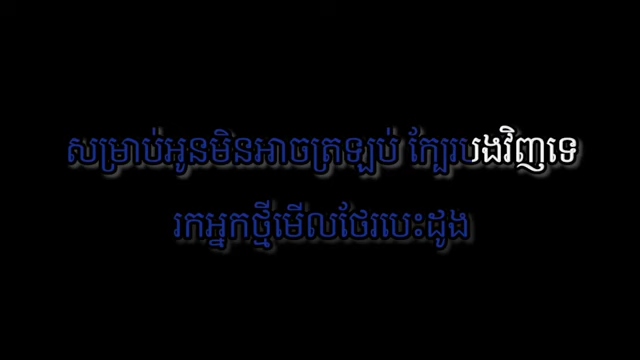 សម្រាប់អូនមិនអាចត្រឡប់ ក្បែរបងវិញទេ
រកអ្នកថ្មីមើលថែរបេះដូង